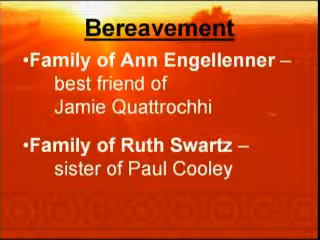 Bereavement
•Family of Ann Engellenner –
best friend of
Jamie Quattrochhi
•Family of Ruth Swartz –
sister of Paul Cooley